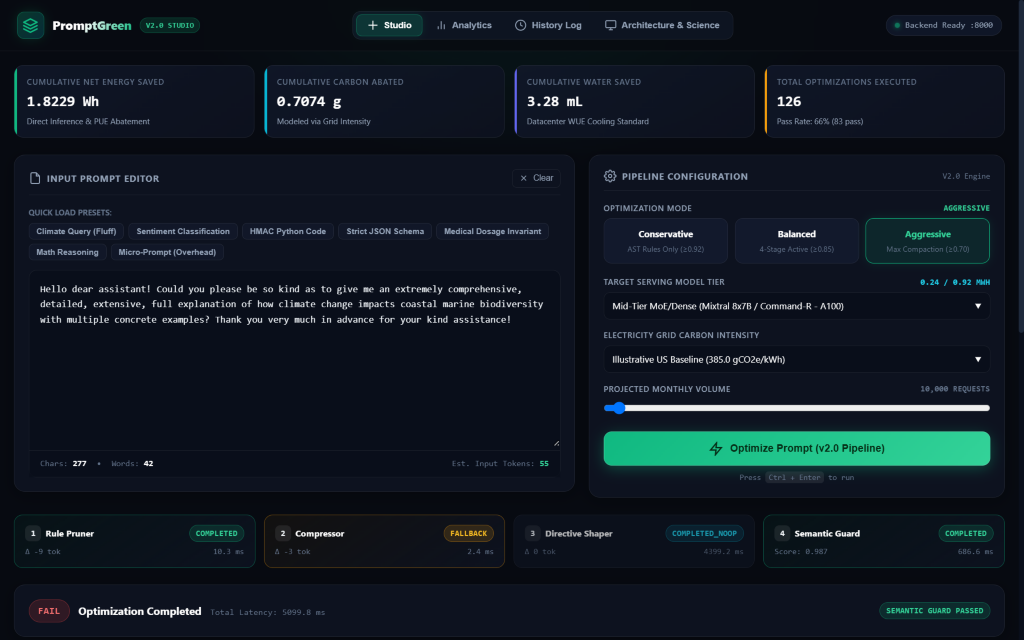 PromptGreen V2.0 STUDIO Studio Analytics History Log Architecture & Science Backend Ready :8000
CUMULATIVE NET ENERGY SAVED
1.8229 Wh
Direct Inference & PUE Abatement
CUMULATIVE CARBON ABATED
0.7074 g
Modeled via Grid Intensity
CUMULATIVE WATER SAVED
3.28 mL
Datacenter WUE Cooling Standard
TOTAL OPTIMIZATIONS EXECUTED
126
Pass Rate: 66% (83 pass)
INPUT PROMPT EDITOR
× Clear
QUICK LOAD PRESETS:
Climate Query (Fluff) Sentiment Classification HMAC Python Code Strict JSON Schema Medical Dosage Invariant
Math Reasoning Micro-Prompt (Overhead)
Hello dear assistant! Could you please be so kind as to give me an extremely comprehensive,
detailed, extensive, full explanation of how climate change impacts coastal marine biodiversity
with multiple concrete examples? Thank you very much in advance for your kind assistance!
Chars: 277 • Words: 42 Est. Input Tokens: 55
PIPELINE CONFIGURATION V2.0 Engine
OPTIMIZATION MODE AGGRESSIVE
Conservative
AST Rules Only (≥0.92)
Balanced
4-Stage Active (≥0.85)
Aggressive
Max Compaction (≥0.70)
TARGET SERVING MODEL TIER 0.24 / 0.92 MWH
Mid-Tier MoE/Dense (Mixtral 8x7B / Command-R - A100)
ELECTRICITY GRID CARBON INTENSITY
Illustrative US Baseline (385.0 gCO2e/kWh)
PROJECTED MONTHLY VOLUME 10,000 REQUESTS
Optimize Prompt (v2.0 Pipeline)
Press Ctrl + Enter to run
1 Rule Pruner COMPLETED
Δ -9 tok 10.3 ms
2 Compressor FALLBACK
Δ -3 tok 2.4 ms
3 Directive Shaper COMPLETED_NOOP
Δ 0 tok 4399.2 ms
4 Semantic Guard COMPLETED
Score: 0.987 686.6 ms
FAIL Optimization Completed Total Latency: 5099.8 ms SEMANTIC GUARD PASSED